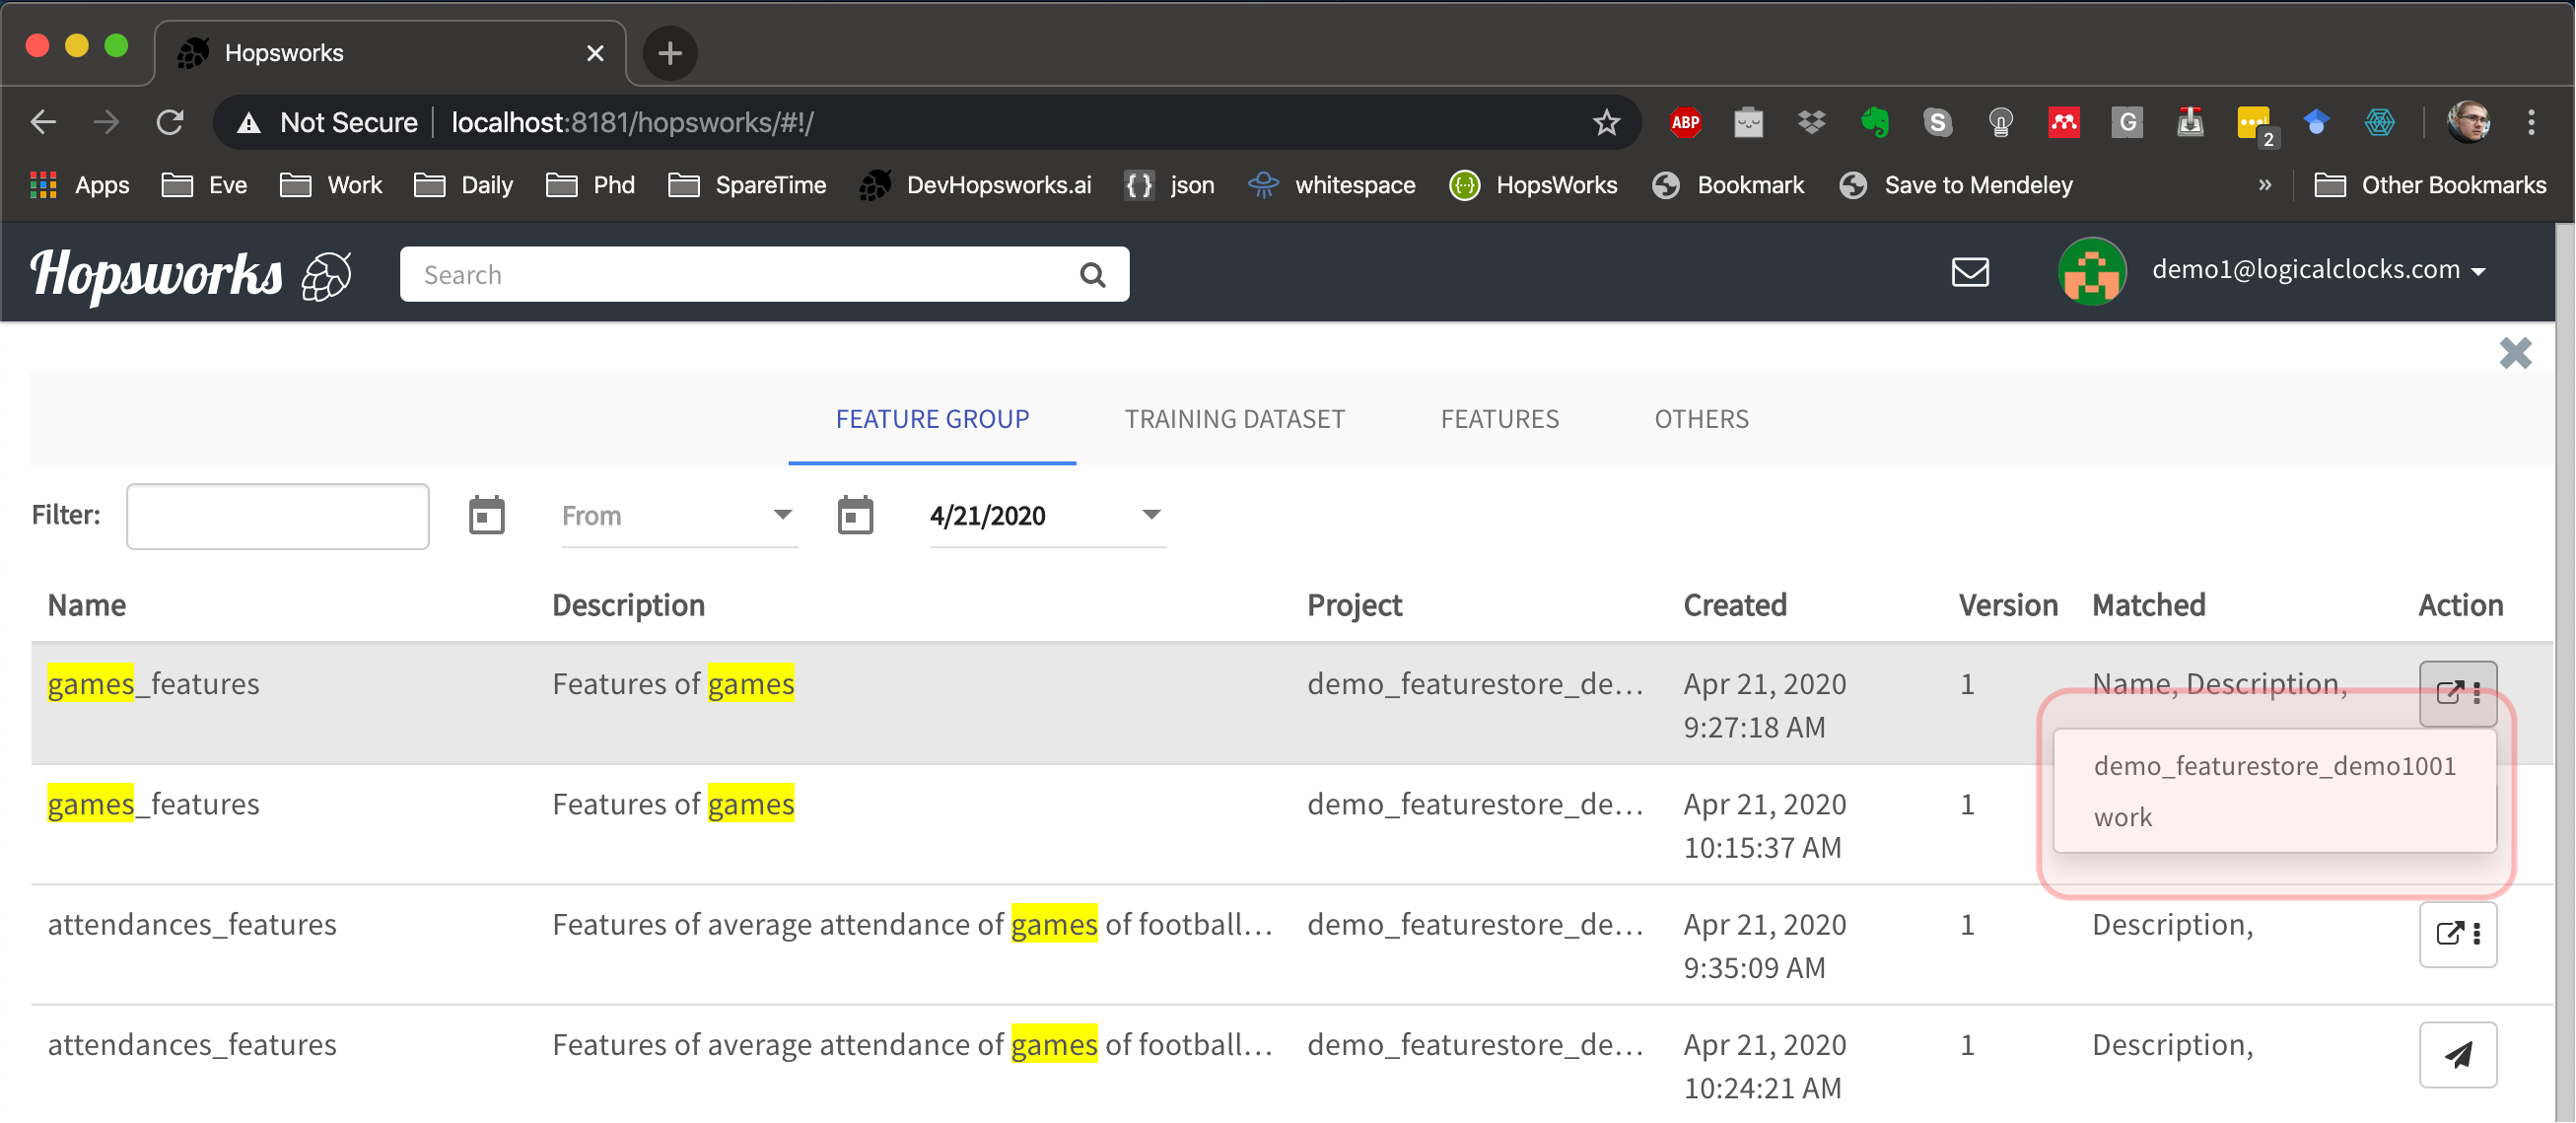 Hopsworks
Not Secure localhost:8181/hopsworks/#!/
ABP S G 2
Apps Eve Work Daily Phd SpareTime DevHopsworks.ai {} json whitespace HopsWorks Bookmark Save to Mendeley » Other Bookmarks
Hopsworks Search demo1@logicalclocks.com
FEATURE GROUP TRAINING DATASET FEATURES OTHERS
Filter: From 4/21/2020
Name Description Project Created Version Matched Action
games_features Features of games demo_featurestore_de... Apr 21, 2020 1 Name, Description,
9:27:18 AM
demo_featurestore_demo1001
games_features Features of games demo_featurestore_de... Apr 21, 2020 1
work
10:15:37 AM
attendances_features Features of average attendance of games of football... demo_featurestore_de... Apr 21, 2020 1 Description,
9:35:09 AM
attendances_features Features of average attendance of games of football... demo_featurestore_de... Apr 21, 2020 1 Description,
10:24:21 AM